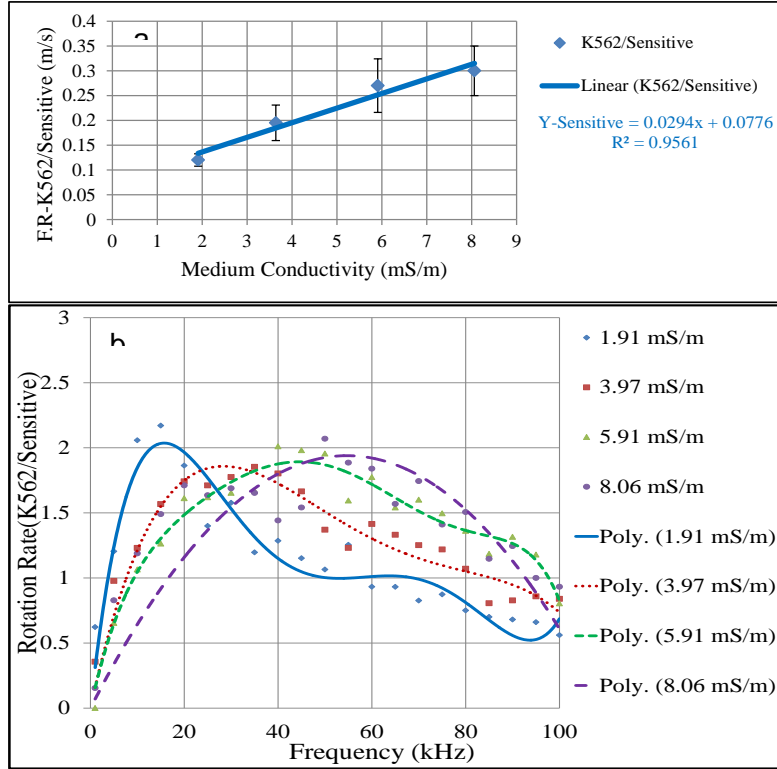 a
0.4
0.35
0.3
0.25
0.2
0.15
0.1
0.05
0
0 1 2 3 4 5 6 7 8 9
F.R-K562/Sensitive (m/s)
Medium Conductivity (mS/m)
K562/Sensitive
Linear (K562/Sensitive)
Y-Sensitive = 0.0294x + 0.0776
R² = 0.9561
b
3
2.5
2
1.5
1
0.5
0
0 20 40 60 80 100
Rotation Rate(K562/Sensitive)
Frequency (kHz)
1.91 mS/m
3.97 mS/m
5.91 mS/m
8.06 mS/m
Poly. (1.91 mS/m)
Poly. (3.97 mS/m)
Poly. (5.91 mS/m)
Poly. (8.06 mS/m)